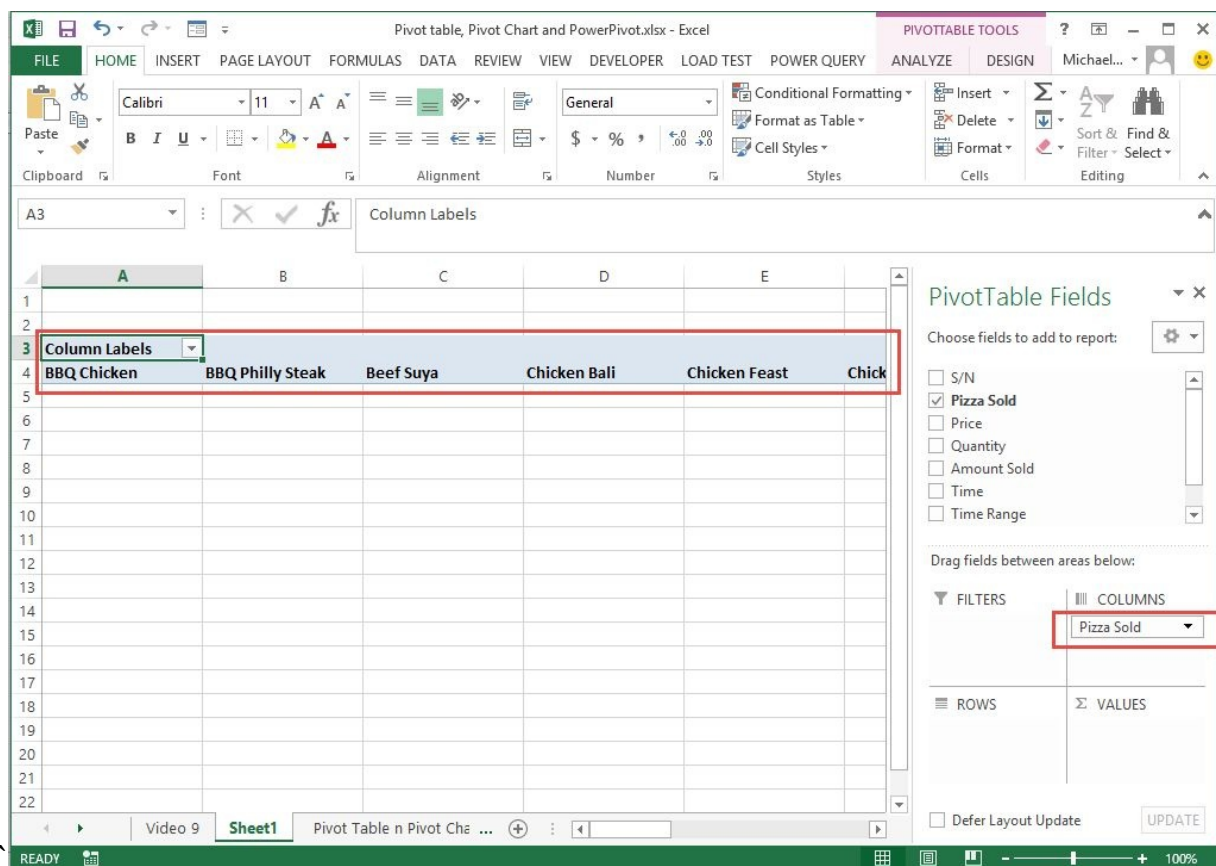 Pivot table, Pivot Chart and PowerPivot.xlsx - Excel
PIVOTTABLE TOOLS
?
FILE HOME INSERT PAGE LAYOUT FORMULAS DATA REVIEW VIEW DEVELOPER LOAD TEST POWER QUERY ANALYZE DESIGN Michael...
Paste
Calibri 11
B I U
General
$ % ,
Conditional Formatting
Format as Table
Cell Styles
Insert
Delete
Format
Sort & Filter
Find & Select
Clipboard Font Alignment Number Styles Cells Editing
A3 fx Column Labels
A B C D E
1
2
3 Column Labels
4 BBQ Chicken BBQ Philly Steak Beef Suya Chicken Bali Chicken Feast Chick
5
6
7
8
9
10
11
12
13
14
15
16
17
18
19
20
21
22
PivotTable Fields
Choose fields to add to report:
S/N
Pizza Sold
Price
Quantity
Amount Sold
Time
Time Range
Drag fields between areas below:
FILTERS COLUMNS
Pizza Sold
ROWS Σ VALUES
Defer Layout Update UPDATE
Video 9 Sheet1 Pivot Table n Pivot Cha ...
READY 100%